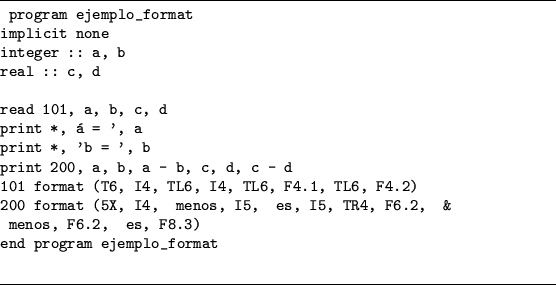 program ejemplo_format
implicit none
integer :: a, b
real :: c, d
read 101, a, b, c, d
print *, á = ', a
print *, 'b = ', b
print 200, a, b, a - b, c, d, c - d
101 format (T6, I4, TL6, I4, TL6, F4.1, TL6, F4.2)
200 format (5X, I4,  menos, I5,  es, I5, TR4, F6.2,  &
menos, F6.2,  es, F8.3)
end program ejemplo_format